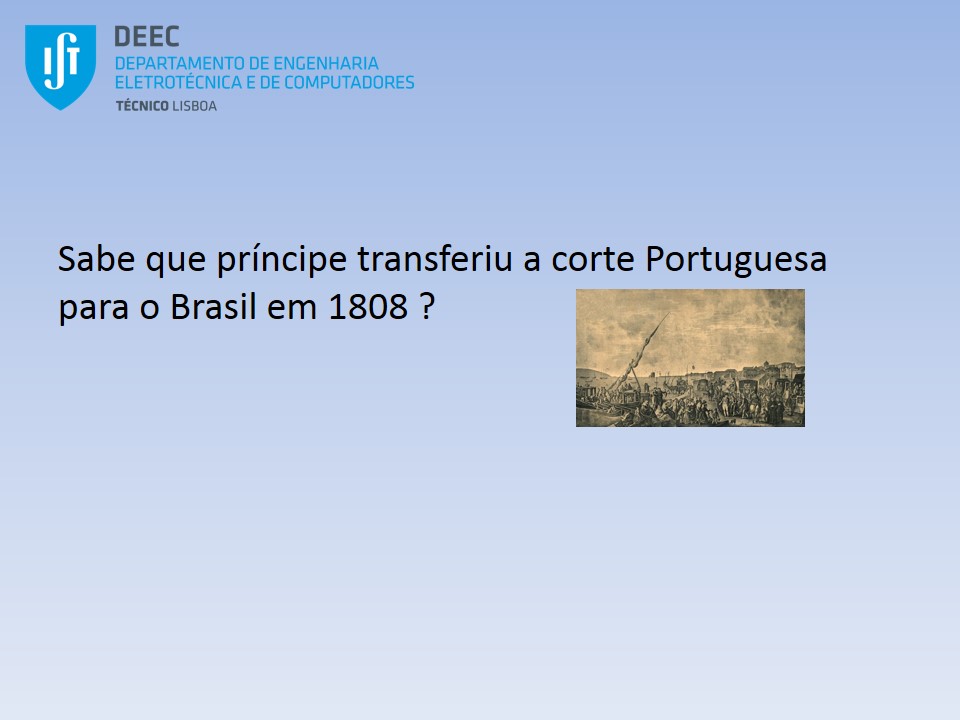 DEEC
DEPARTAMENTO DE ENGENHARIA
ELETROTÉCNICA E DE COMPUTADORES
TÉCNICO LISBOA
Sabe que príncipe transferiu a corte Portuguesa
para o Brasil em 1808 ?